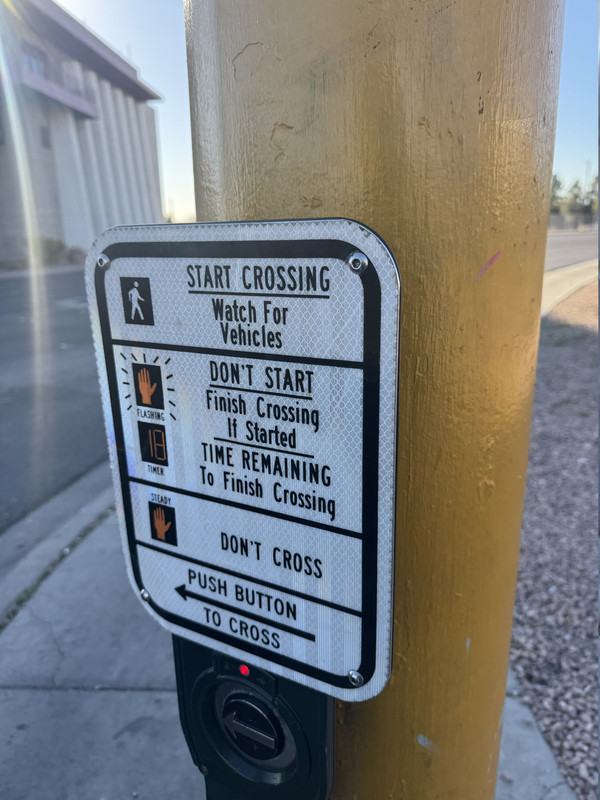 START CROSSING
Watch For
Vehicles
DON'T START
Finish Crossing
If Started
FLASHING
18
TIMER
TIME REMAINING
To Finish Crossing
STEADY
DON'T CROSS
PUSH BUTTON
TO CROSS